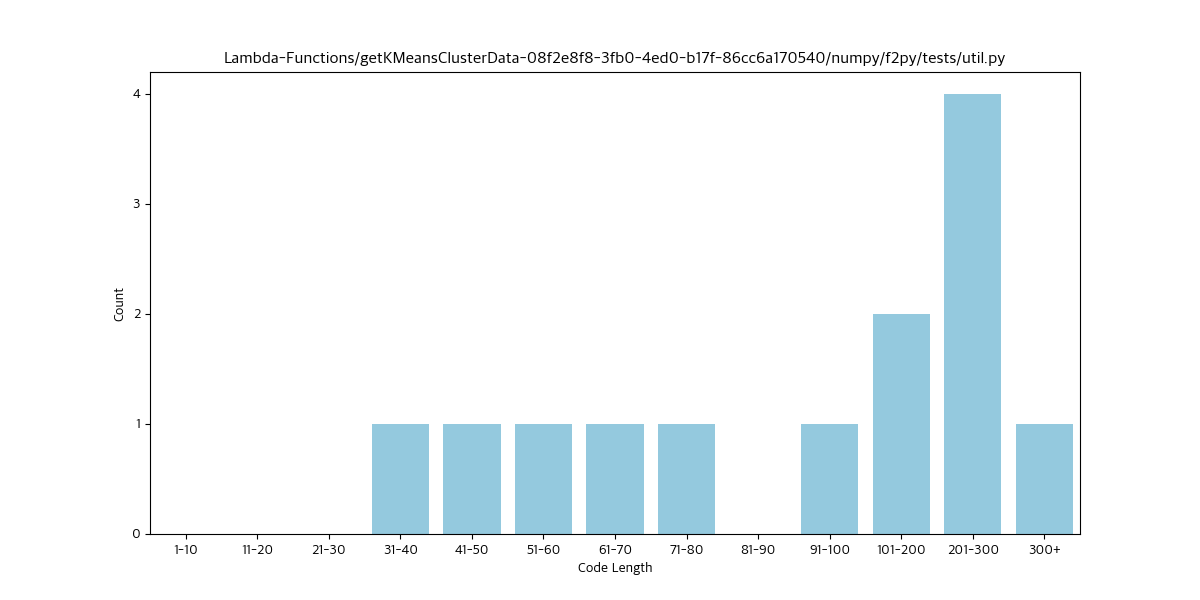 Lambda-Functions/getKMeansClusterData-08f2e8f8-3fb0-4ed0-b17f-86cc6a170540/numpy/f2py/tests/util.py
4
3
2
1
0
Count
1-10 11-20 21-30 31-40 41-50 51-60 61-70 71-80 81-90 91-100 101-200 201-300 300+
Code Length